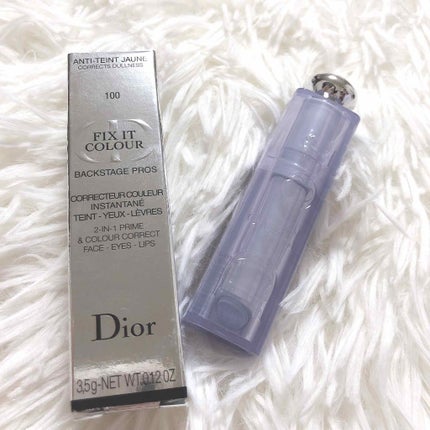 ANTI-TEINT JAUNE
CORRECTS DULLNESS
100
FIX IT
COLOUR
BACKSTAGE PROS
CORRECTEUR COULEUR
INSTANTANÉ
TEINT - YEUX - LÈVRES
2-IN-1 PRIME
& COLOUR CORRECT
FACE - EYES - LIPS
Dior
3,5g-NET WT.0.12 OZ